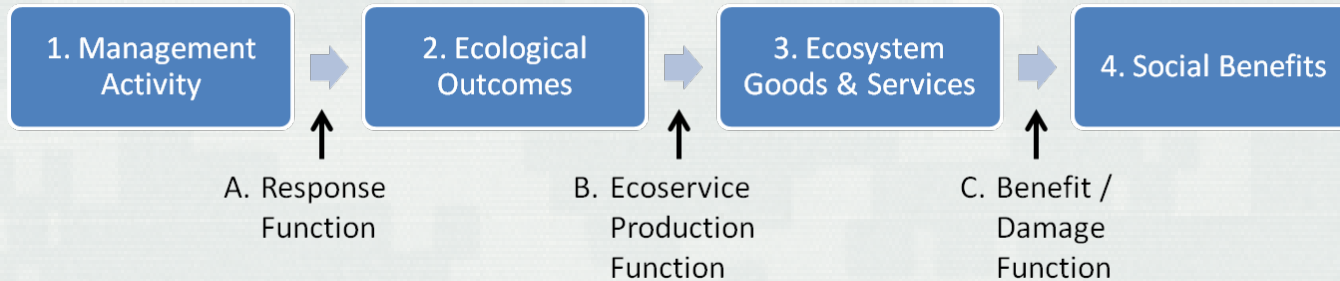 1. Management
Activity
2. Ecological
Outcomes
3. Ecosystem
Goods & Services
4. Social Benefits
A. Response
Function
B. Ecoservice
Production
Function
C. Benefit /
Damage
Function